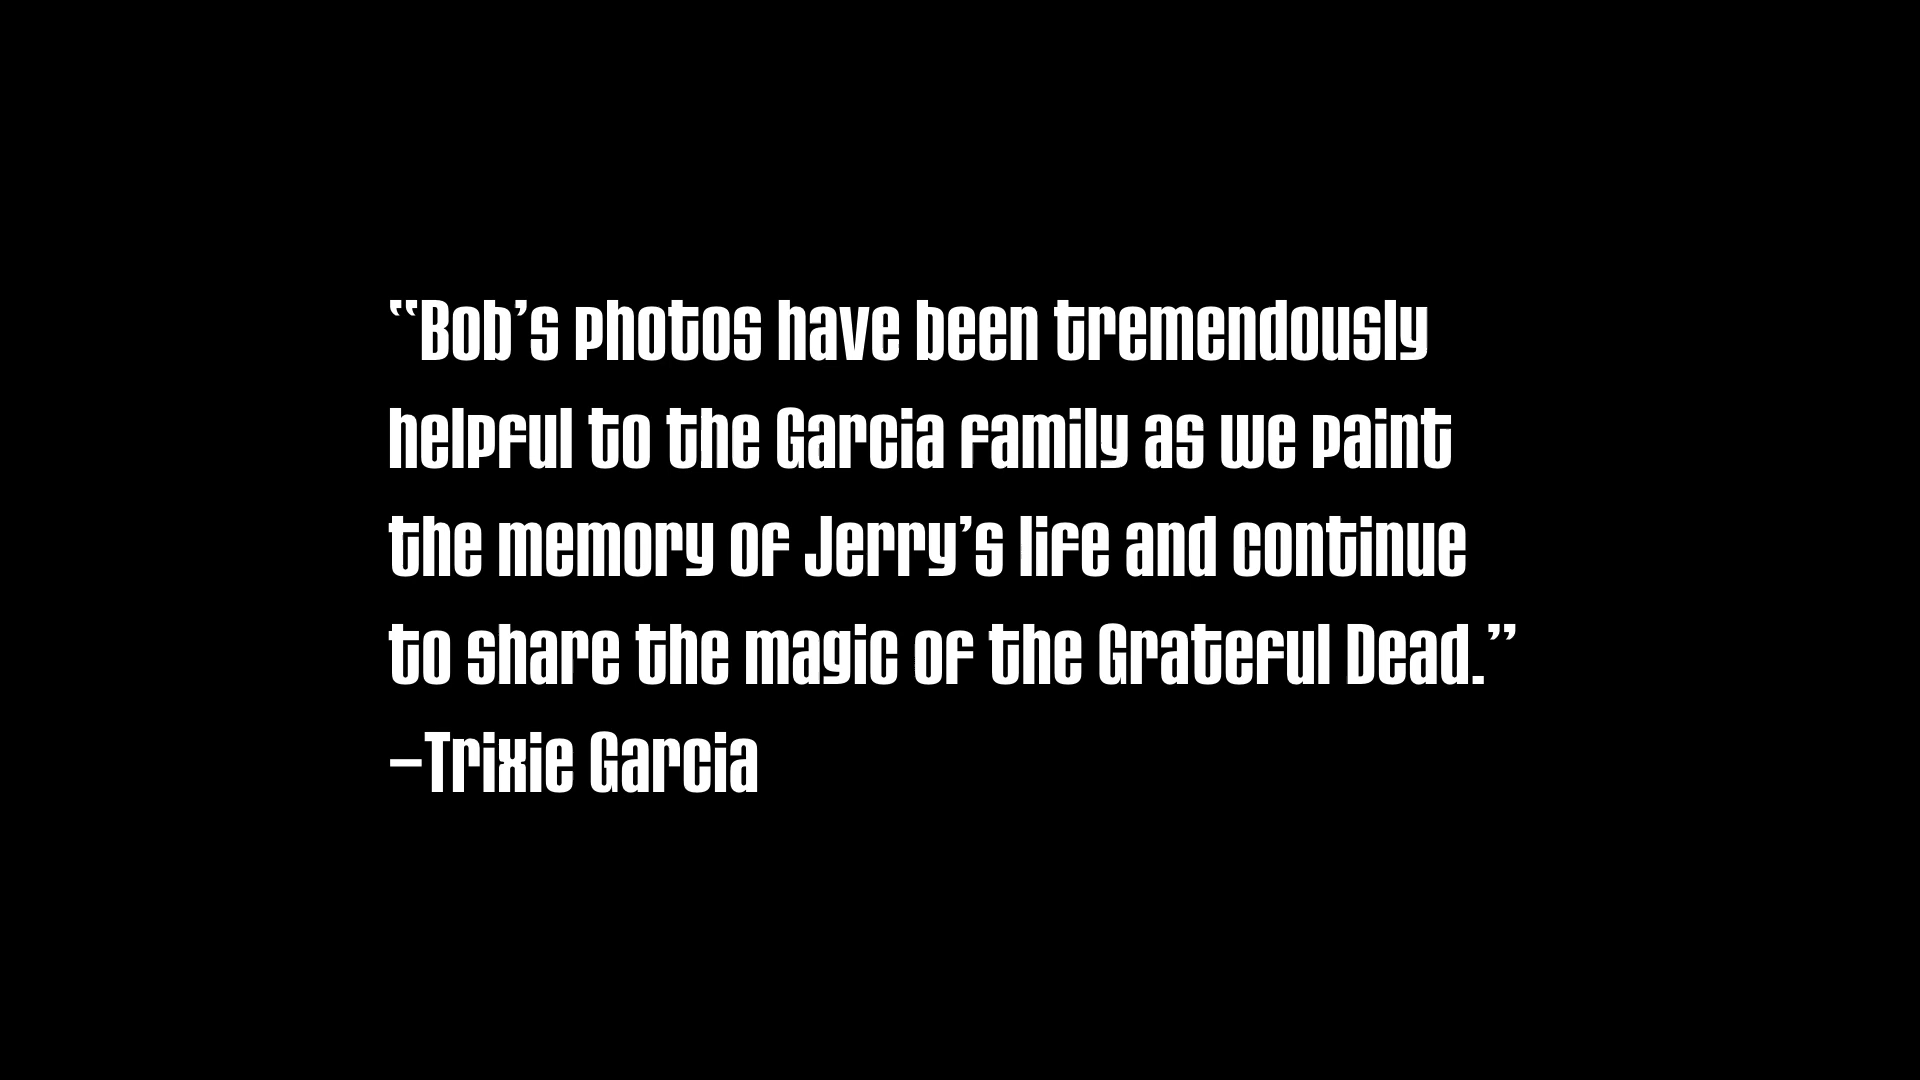 “Bob’s photos have been tremendously
helpful to the Garcia family as we paint
the memory of Jerry’s life and continue
to share the magic of the Grateful Dead.”
–Trixie Garcia